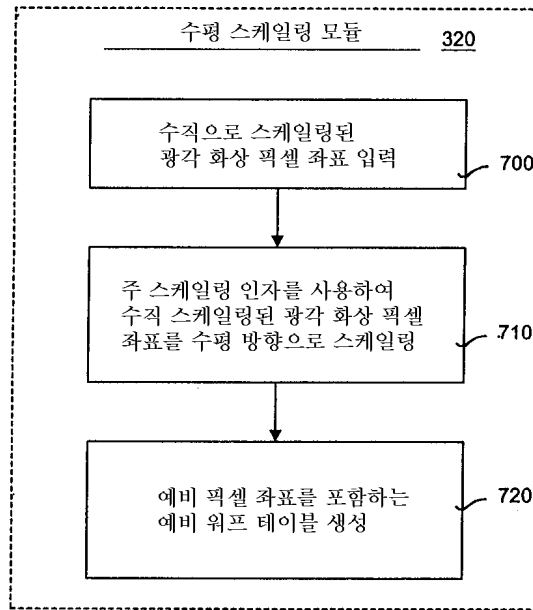 수평 스케일링 모듈
320
수직으로 스케일링된
광각 화상 픽셀 좌표 입력
700
주 스케일링 인자를 사용하여
수직 스케일링된 광각 화상 픽셀
좌표를 수평 방향으로 스케일링
710
예비 픽셀 좌표를 포함하는
예비 워프 테이블 생성
720